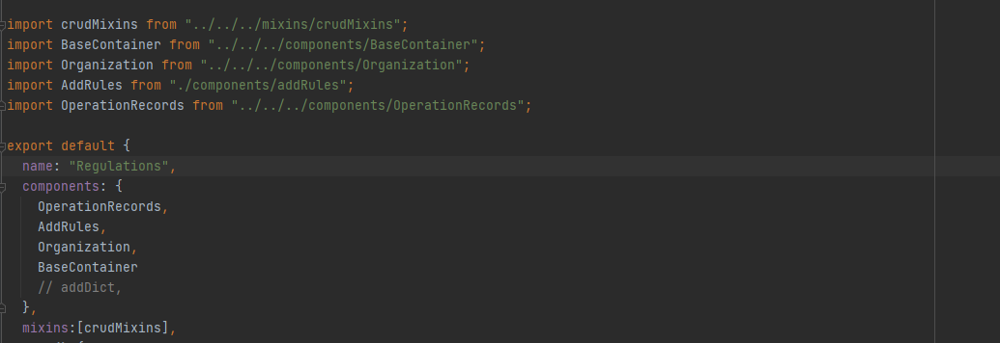 import crudMixins from "../../../mixins/crudMixins";
import BaseContainer from "../../../components/BaseContainer";
import Organization from "../../../components/Organization";
import AddRules from "./components/addRules";
import OperationRecords from "../../../components/OperationRecords";
export default {
name: "Regulations",
components: {
OperationRecords,
AddRules,
Organization,
BaseContainer
// addDict,
},
mixins:[crudMixins],